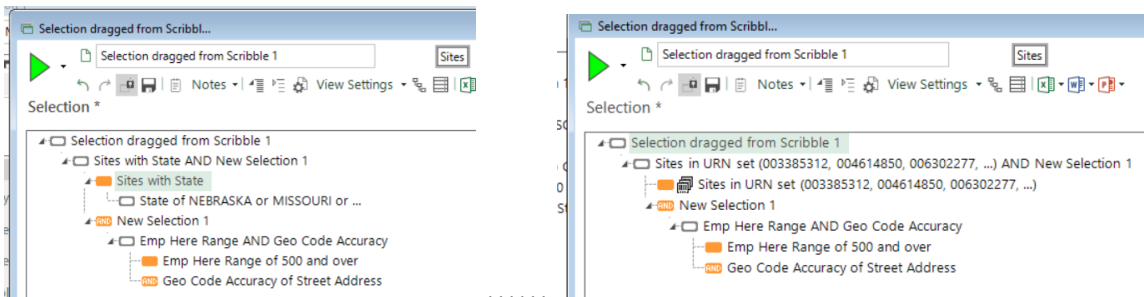 Selection dragged from Scribbl...
Selection dragged from Scribble 1
Sites
Notes
View Settings
Selection *
Selection dragged from Scribble 1
Sites with State AND New Selection 1
Sites with State
State of NEBRASKA or MISSOURI or ...
AND New Selection 1
Emp Here Range AND Geo Code Accuracy
Emp Here Range of 500 and over
AND Geo Code Accuracy of Street Address
Selection dragged from Scribbl...
Selection dragged from Scribble 1
Sites
Notes
View Settings
Selection *
Selection dragged from Scribble 1
Sites in URN set (003385312, 004614850, 006302277, ...) AND New Selection 1
Sites in URN set (003385312, 004614850, 006302277, ...)
AND New Selection 1
Emp Here Range AND Geo Code Accuracy
Emp Here Range of 500 and over
AND Geo Code Accuracy of Street Address